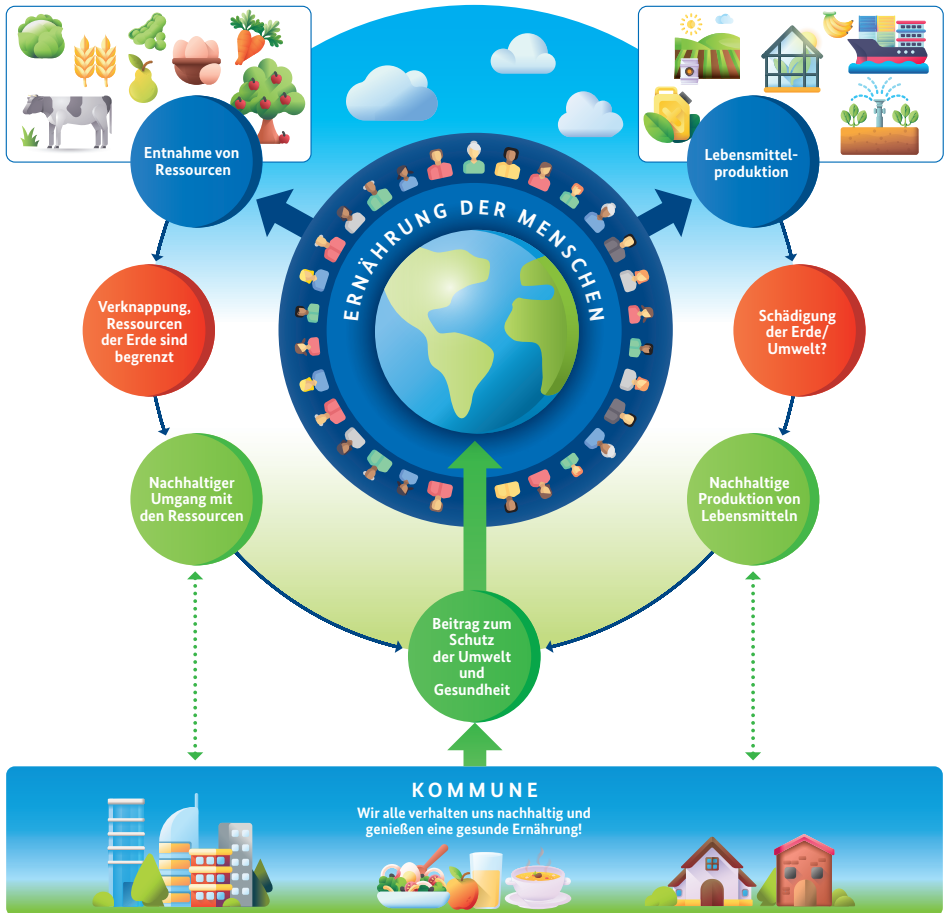 Entnahme von
Ressourcen
Lebensmittel-
produktion
ERNÄHRUNG DER MENSCHEN
Verknappung,
Ressourcen
der Erde sind
begrenzt
Schädigung
der Erde/
Umwelt?
Nachhaltiger
Umgang mit
den Ressourcen
Nachhaltige
Produktion von
Lebensmitteln
Beitrag zum
Schutz
der Umwelt
und
Gesundheit
KOMMUNE
Wir alle verhalten uns nachhaltig und
genießen eine gesunde Ernährung!